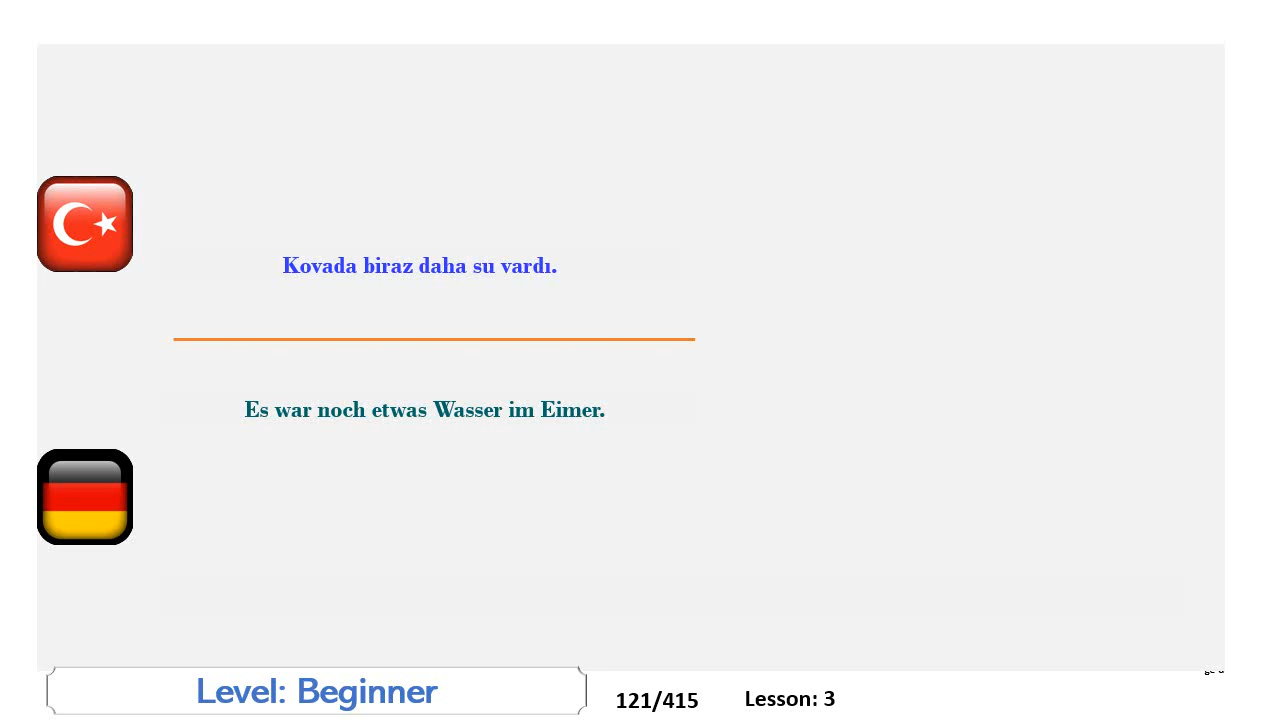 Kovada biraz daha su vardı.
Es war noch etwas Wasser im Eimer.
Level: Beginner
121/415
Lesson: 3